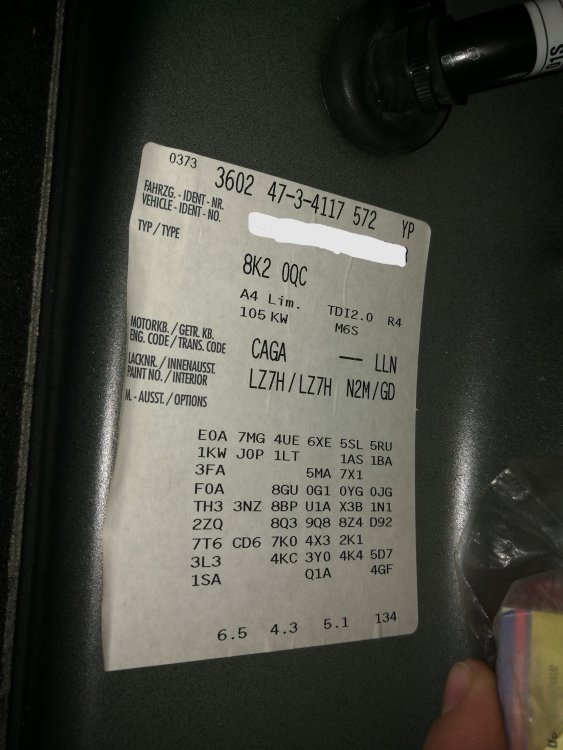 0373
3602 47-3-4117 572 YP
FAHRZG. - IDENT - NR.
VEHICLE - IDENT - NO.
TYP / TYPE
8K2 0QC
A4 Lim. TDI2.0 R4
105 KW M6S
MOTORKB. / GETR. KB.
ENG. CODE / TRANS. CODE
CAGA -- LLN
LACKNR. / INNENAUSST.
PAINT NO. / INTERIOR
LZ7H / LZ7H N2M / GD
M. - AUSST. / OPTIONS
E0A 7MG 4UE 6XE 5SL 5RU
1KW J0P 1LT 1AS 1BA
3FA 5MA 7X1
F0A 8GU 0G1 0YG 0JG
TH3 3NZ 8BP U1A X3B 1N1
2ZQ 8Q3 9Q8 8Z4 D92
7T6 CD6 7K0 4X3 2K1
3L3 4KC 3Y0 4K4 5D7
1SA Q1A 4GF
6.5 4.3 5.1 134